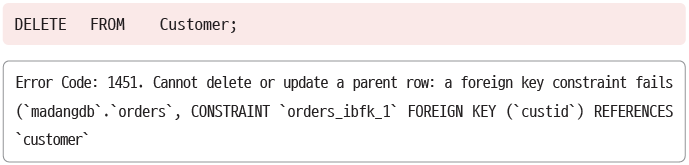 DELETE FROM Customer;
Error Code: 1451. Cannot delete or update a parent row: a foreign key constraint fails
(`madangdb`.`orders`, CONSTRAINT `orders_ibfk_1` FOREIGN KEY (`custid`) REFERENCES
`customer`